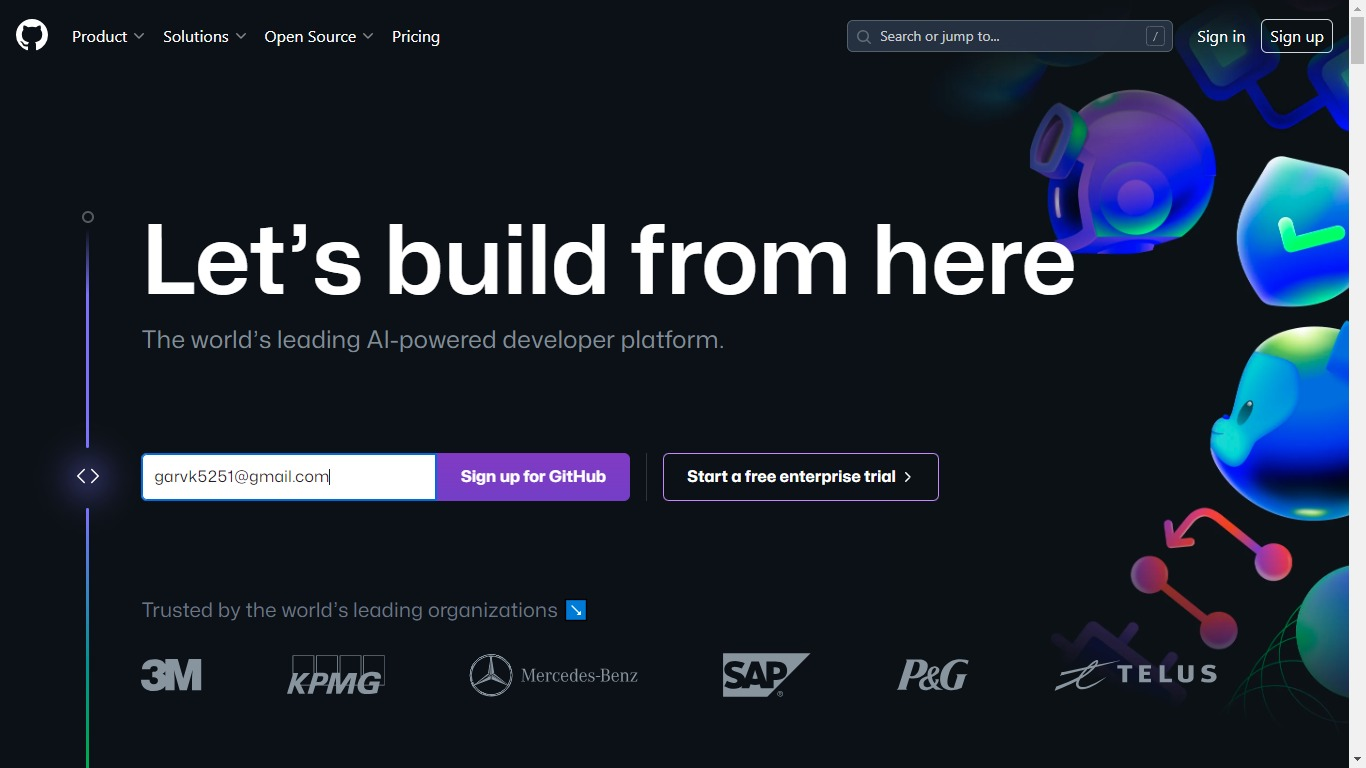 Product Solutions Open Source Pricing Search or jump to... / Sign in Sign up
Let’s build from here
The world’s leading AI-powered developer platform.
garvk5251@gmail.com Sign up for GitHub Start a free enterprise trial
Trusted by the world’s leading organizations
3M KPMG Mercedes-Benz SAP P&G TELUS